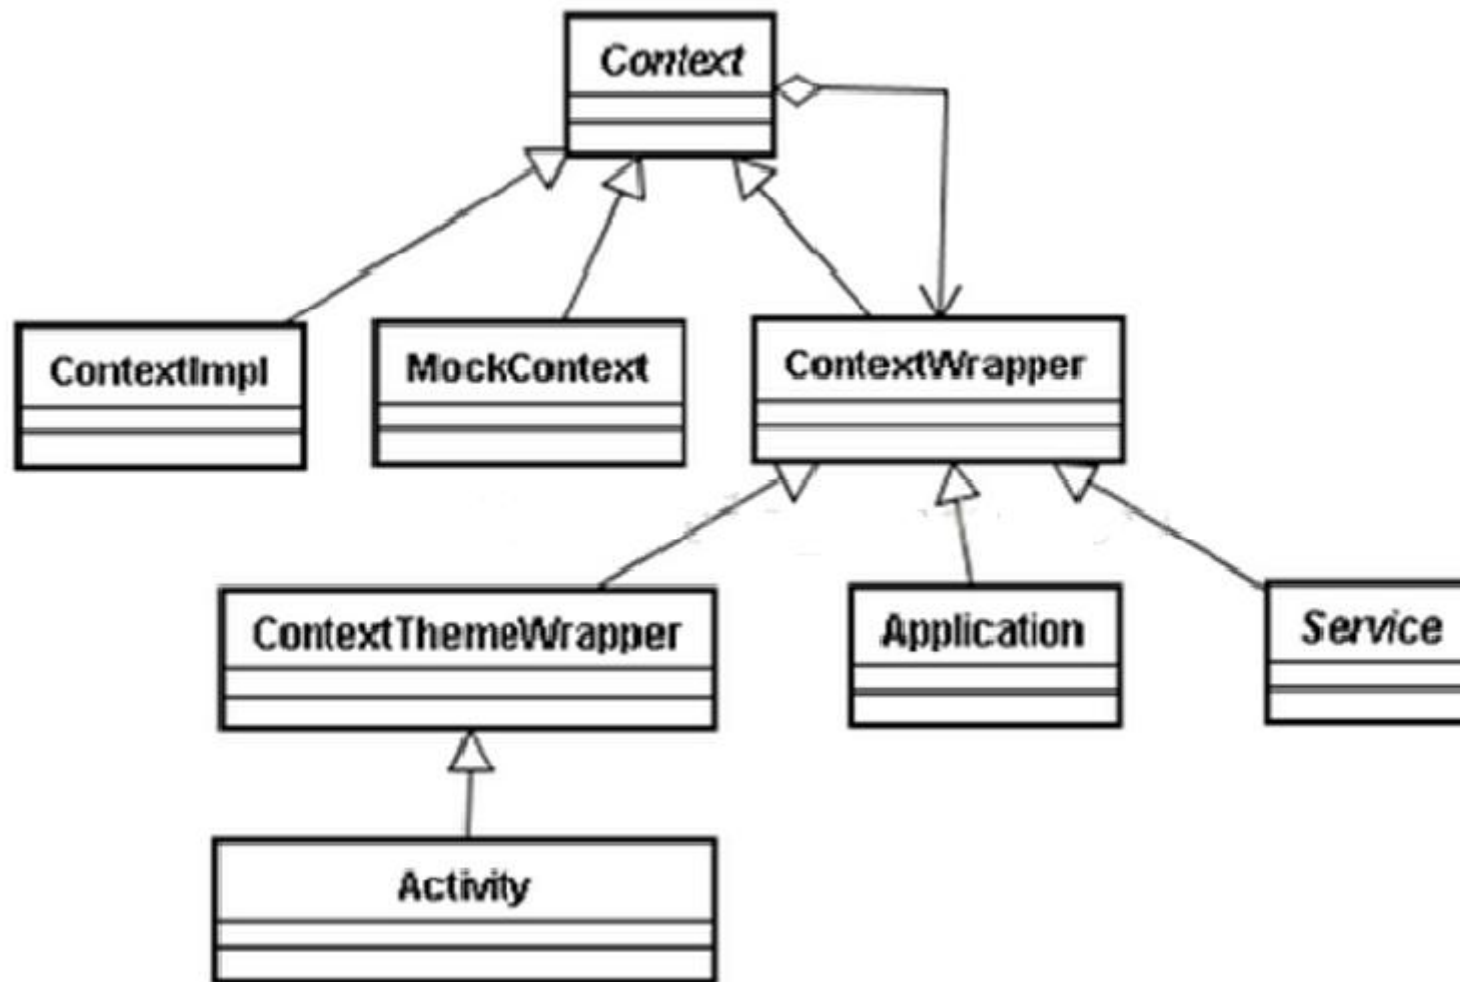 Context
ContextImpl
MockContext
ContextWrapper
ContextThemeWrapper
Application
Service
Activity